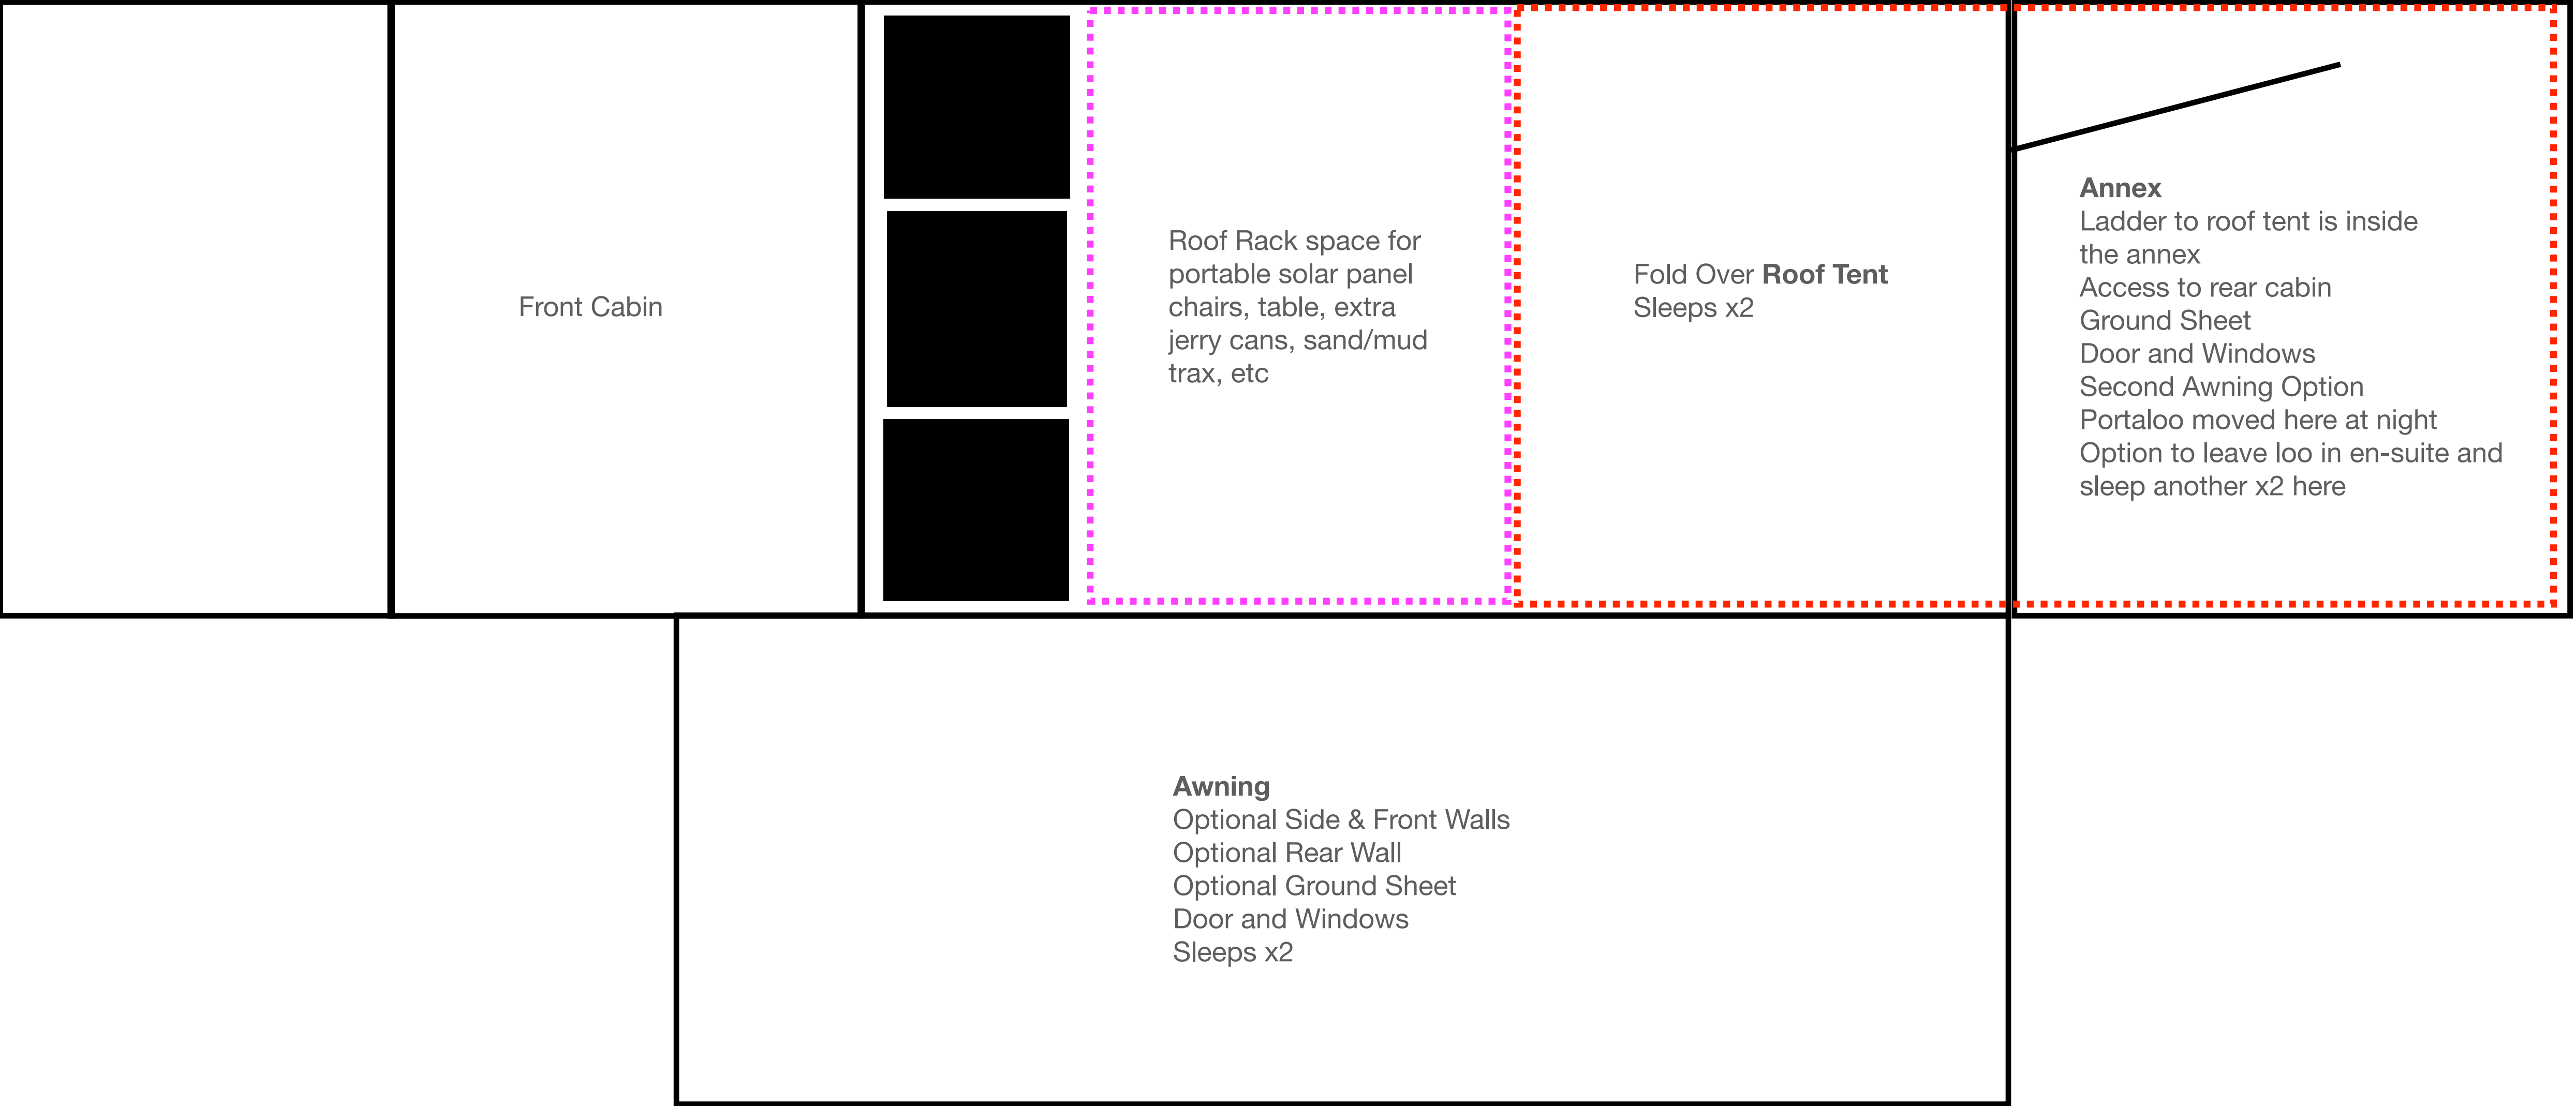 Front Cabin
Roof Rack space for
portable solar panel
chairs, table, extra
jerry cans, sand/mud
trax, etc
Fold Over Roof Tent
Sleeps x2
Annex
Ladder to roof tent is inside
the annex
Access to rear cabin
Ground Sheet
Door and Windows
Second Awning Option
Portaloo moved here at night
Option to leave loo in en-suite and
sleep another x2 here
Awning
Optional Side & Front Walls
Optional Rear Wall
Optional Ground Sheet
Door and Windows
Sleeps x2